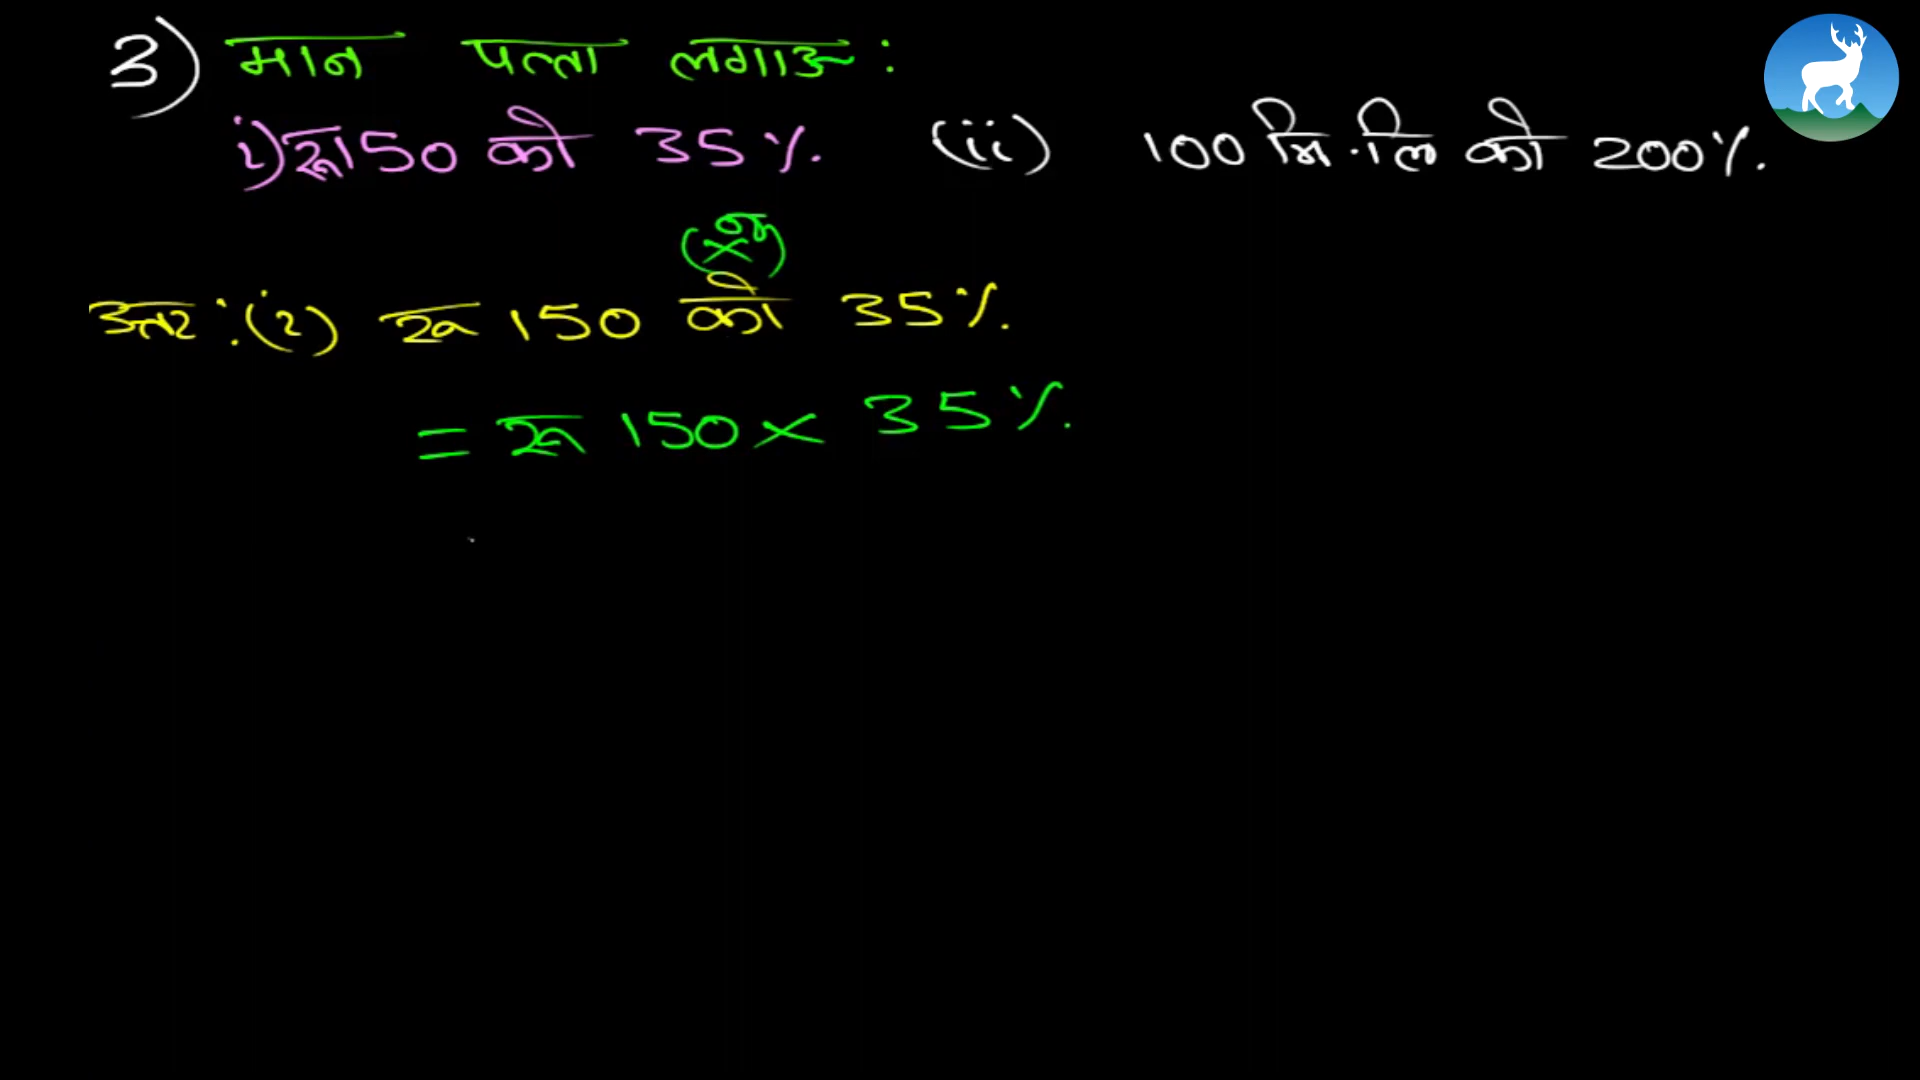 3) मान पत्ता लगाऊ :
i) रू150 को 35% (ii) 100 मि.लि को 200%
(×गु)
उत्तर : (i) रू 150 को 35%
= रू 150 × 35%